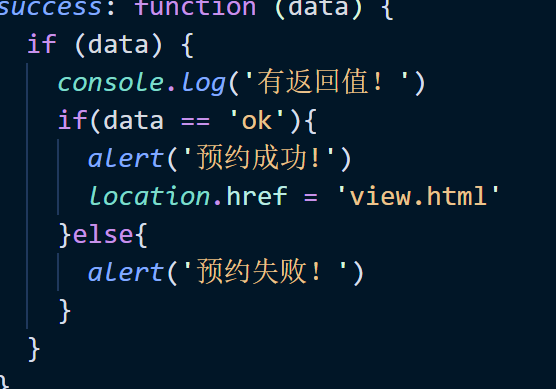 success: function (data) {
if (data) {
console.log('有返回值！')
if(data == 'ok'){
alert('预约成功!')
location.href = 'view.html'
}else{
alert('预约失败！')
}
}
}